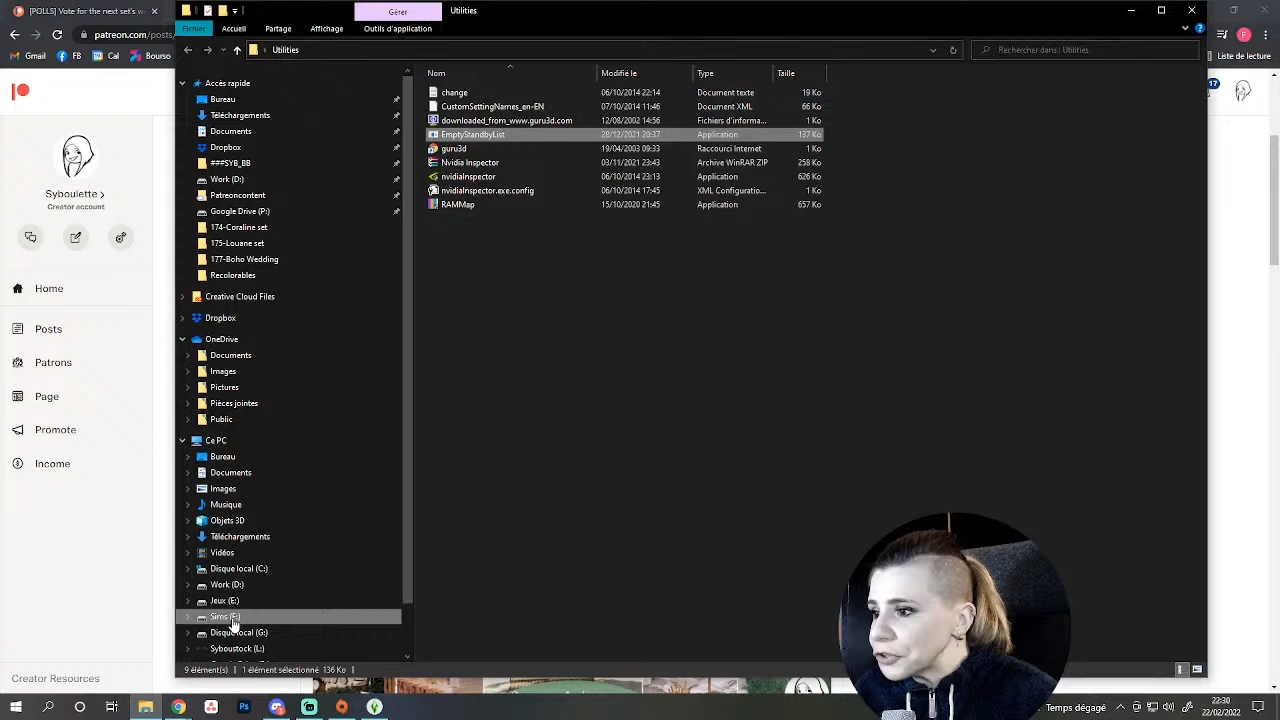 [POLL] Vote for the next set's w
patreon.com/posts
Gmail
FB
Cal
Bourso
Sybouette >
Creator account
Home
Posts
Patrons
Page
Promote
Income
Creator Resources
Gérer
Utilities
Fichier
Accueil
Partage
Affichage
Outils d'application
Utilities
Rechercher dans : Utilities
Nom
Modifié le
Type
Taille
change
06/10/2014 22:14
Document texte
19 Ko
CustomSettingNames_en-EN
07/10/2014 11:46
Document XML
66 Ko
downloaded_from_www.guru3d.com
12/08/2002 14:56
Fichiers d'informa...
1 Ko
EmptyStandbyList
28/12/2021 20:37
Application
137 Ko
guru3d
19/04/2003 09:33
Raccourci Internet
1 Ko
Nvidia Inspector
03/11/2021 23:43
Archive WinRAR ZIP
258 Ko
nvidiaInspector
06/10/2014 23:13
Application
626 Ko
nvidiaInspector.exe.config
06/10/2014 17:45
XML Configuratio...
1 Ko
RAMMap
15/10/2020 21:45
Application
657 Ko
Accès rapide
Bureau
Téléchargements
Documents
Dropbox
###SYB_BB
Work (D:)
Patreoncontent
Google Drive (P:)
174-Coraline set
175-Louane set
177-Boho Wedding
Recolorables
Creative Cloud Files
Dropbox
OneDrive
Documents
Images
Pictures
Pièces jointes
Public
Ce PC
Bureau
Documents
Images
Musique
Objets 3D
Téléchargements
Vidéos
Disque local (C:)
Work (D:)
Jeux (E:)
Sims (F:)
Disque local (G:)
Syboustock (L:)
9 élément(s)
1 élément sélectionné 136 Ko
F
Liste de lecture
17
Temps dégagé
22:30
22/02/2022